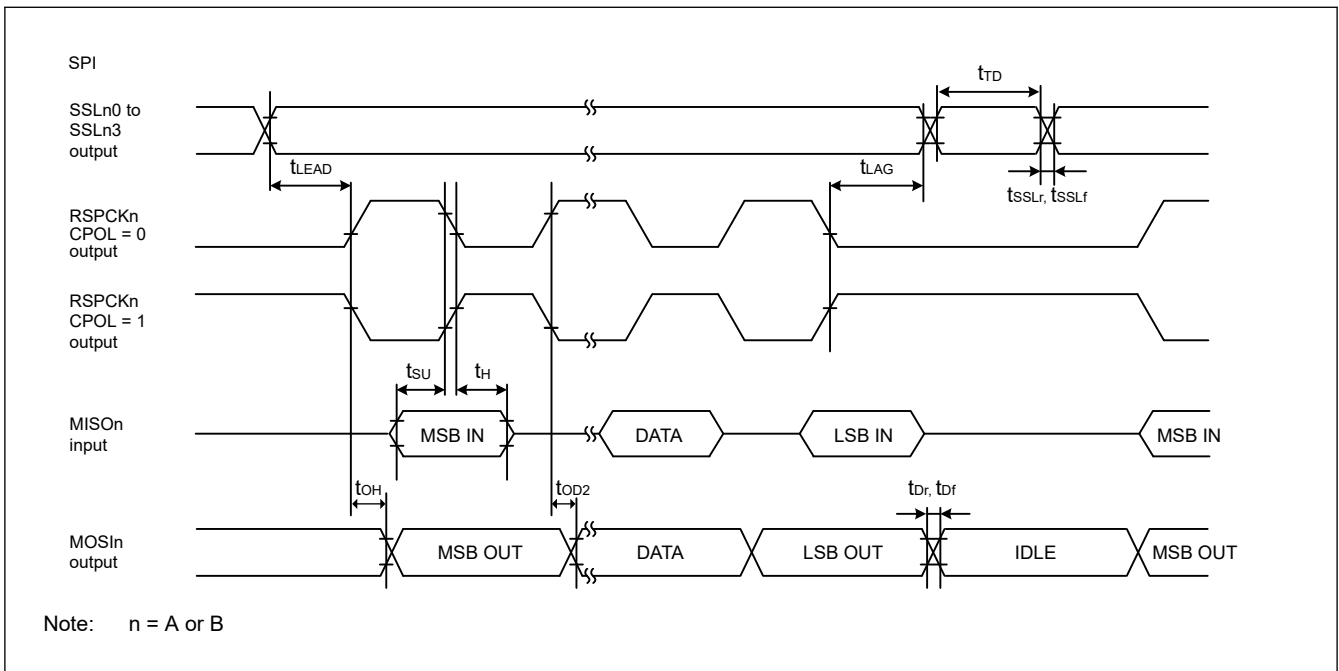 SPI
SSLn0 to
SSLn3
output
tTD
tLEAD
tLAG
tSSLr, tSSLf
RSPCKn
CPOL = 0
output
RSPCKn
CPOL = 1
output
tSU
tH
MISOn
input
MSB IN
DATA
LSB IN
MSB IN
tOH
tOD2
tDr, tDf
MOSIn
output
MSB OUT
DATA
LSB OUT
IDLE
MSB OUT
Note: n = A or B